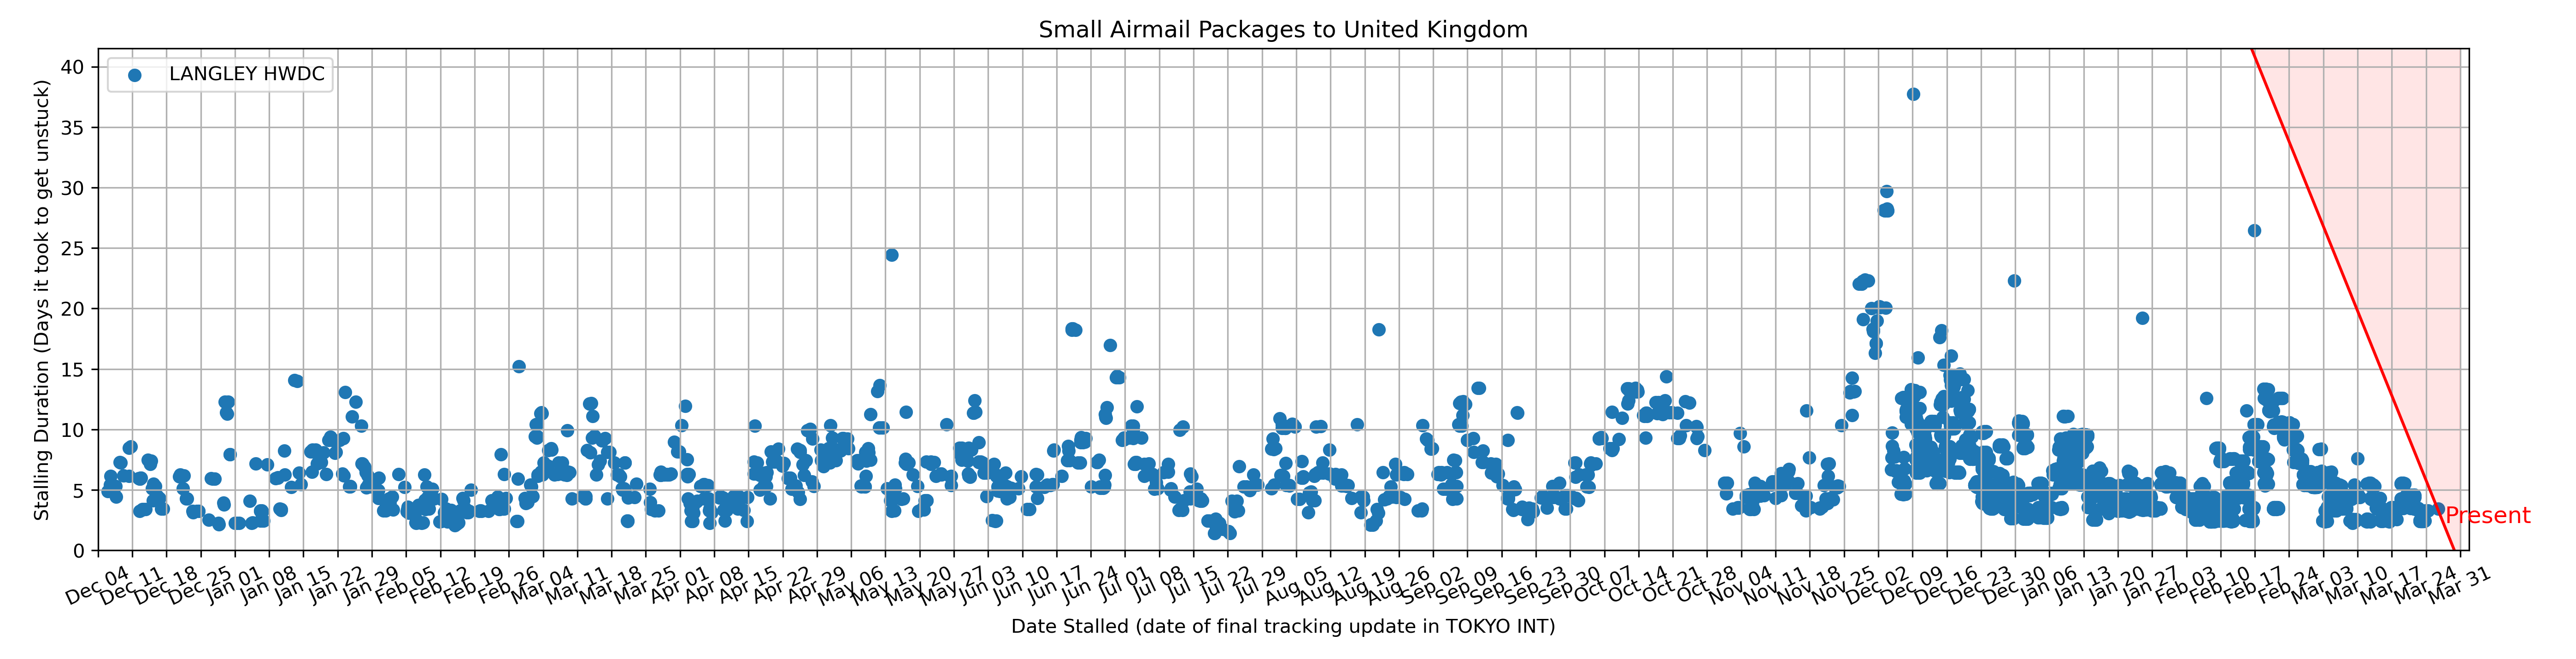 Small Airmail Packages to United Kingdom
LANGLEY HWDC
Stalling Duration (Days it took to get unstuck)
40
35
30
25
20
15
10
5
0
Present
Dec 04 Dec 11 Dec 18 Dec 25 Jan 01 Jan 08 Jan 15 Jan 22 Jan 29 Feb 05 Feb 12 Feb 19 Feb 26 Mar 04 Mar 11 Mar 18 Mar 25 Apr 01 Apr 08 Apr 15 Apr 22 Apr 29 May 06 May 13 May 20 May 27 Jun 03 Jun 10 Jun 17 Jun 24 Jul 01 Jul 08 Jul 15 Jul 22 Jul 29 Aug 05 Aug 12 Aug 19 Aug 26 Sep 02 Sep 09 Sep 16 Sep 23 Sep 30 Oct 07 Oct 14 Oct 21 Oct 28 Nov 04 Nov 11 Nov 18 Nov 25 Dec 02 Dec 09 Dec 16 Dec 23 Dec 30 Jan 06 Jan 13 Jan 20 Jan 27 Feb 03 Feb 10 Feb 17 Feb 24 Mar 03 Mar 10 Mar 17 Mar 24 Mar 31
Date Stalled (date of final tracking update in TOKYO INT)